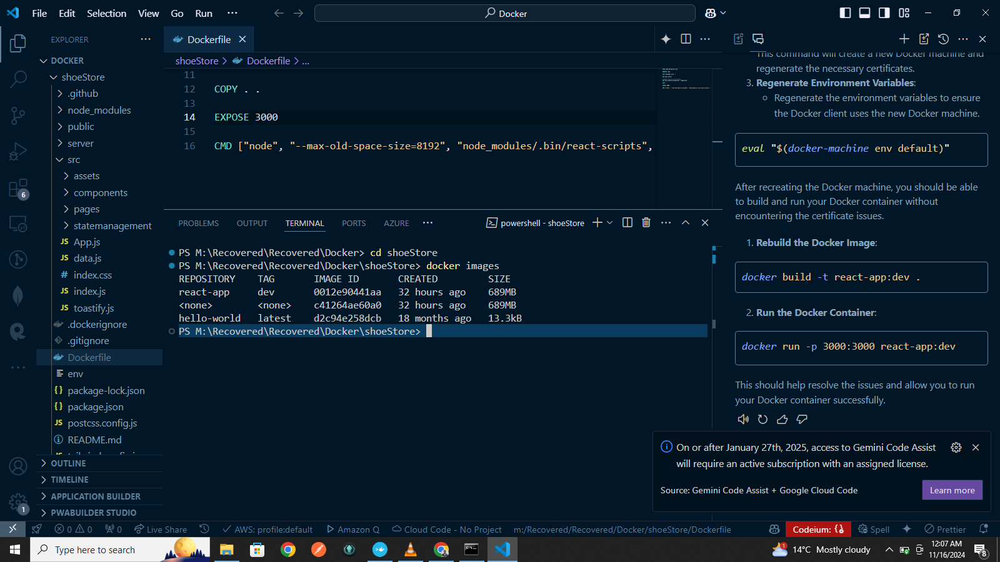 File Edit Selection View Go Run ... Docker
EXPLORER
DOCKER
shoeStore
.github
node_modules
public
server
src
assets
components
pages
statemanagement
JS App.js
JS data.js
# index.css
JS index.js
JS toastify.js
.dockerignore
.gitignore
Dockerfile
env
{} package-lock.json
{} package.json
JS postcss.config.js
README.md
OUTLINE
TIMELINE
APPLICATION BUILDER
PWABUILDER STUDIO
6
1
Dockerfile
shoeStore > Dockerfile > ...
11
12 COPY . .
13
14 EXPOSE 3000
15
16 CMD ["node", "--max-old-space-size=8192", "node_modules/.bin/react-scripts",
PROBLEMS OUTPUT TERMINAL PORTS AZURE ... powershell - shoeStore
PS M:\Recovered\Recovered\Docker> cd shoeStore
PS M:\Recovered\Recovered\Docker\shoeStore> docker images
REPOSITORY TAG IMAGE ID CREATED SIZE
react-app dev 0012e90441aa 32 hours ago 689MB
<none> <none> c41264ae60a0 32 hours ago 689MB
hello-world latest d2c94e258dcb 18 months ago 13.3kB
PS M:\Recovered\Recovered\Docker\shoeStore>
This command will create a new Docker machine and
regenerate the necessary certificates.
3. Regenerate Environment Variables:
Regenerate the environment variables to ensure
the Docker client uses the new Docker machine.
eval "$(docker-machine env default)"
After recreating the Docker machine, you should be able
to build and run your Docker container without
encountering the certificate issues.
1. Rebuild the Docker Image:
docker build -t react-app:dev .
2. Run the Docker Container:
docker run -p 3000:3000 react-app:dev
This should help resolve the issues and allow you to run
your Docker container successfully.
On or after January 27th, 2025, access to Gemini Code Assist
will require an active subscription with an assigned license.
Source: Gemini Code Assist + Google Cloud Code Learn more
0 0 0 Live Share AWS: profile:default Amazon Q Cloud Code - No Project m:/Recovered/Recovered/Docker/shoeStore/Dockerfile Codeium: {} Spell Prettier
Type here to search 1 14°C Mostly cloudy 12:07 AM
11/16/2024
8